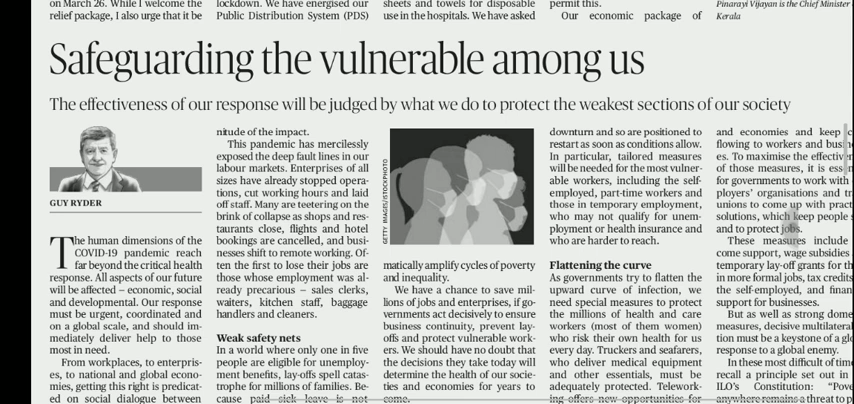 on March 26. While I welcome the
relief package, I also urge that it be
lockdown. We have energised our
Public Distribution System (PDS)
sheets and towels for disposable
use in the hospitals. We have asked
permit this.
Our economic package of
Pinarayi Vijayan is the Chief Minister
Kerala
Safeguarding the vulnerable among us
The effectiveness of our response will be judged by what we do to protect the weakest sections of our society
GUY RYDER
The human dimensions of the
COVID-19 pandemic reach
far beyond the critical health
response. All aspects of our future
will be affected – economic, social
and developmental. Our response
must be urgent, coordinated and
on a global scale, and should im-
mediately deliver help to those
most in need.
From workplaces, to enterpris-
es, to national and global econo-
mies, getting this right is predicat-
ed on social dialogue between
nitude of the impact.
This pandemic has mercilessly
exposed the deep fault lines in our
labour markets. Enterprises of all
sizes have already stopped opera-
tions, cut working hours and laid
off staff. Many are teetering on the
brink of collapse as shops and res-
taurants close, flights and hotel
bookings are cancelled, and busi-
nesses shift to remote working. Of-
ten the first to lose their jobs are
those whose employment was al-
ready precarious – sales clerks,
waiters, kitchen staff, baggage
handlers and cleaners.
Weak safety nets
In a world where only one in five
people are eligible for unemploy-
ment benefits, lay-offs spell catas-
trophe for millions of families. Be-
cause paid sick leave is not
GETTY IMAGES/ISTOCKPHOTO
matically amplify cycles of poverty
and inequality.
We have a chance to save mil-
lions of jobs and enterprises, if go-
vernments act decisively to ensure
business continuity, prevent lay-
offs and protect vulnerable work-
ers. We should have no doubt that
the decisions they take today will
determine the health of our socie-
ties and economies for years to
come.
downturn and so are positioned to
restart as soon as conditions allow.
In particular, tailored measures
will be needed for the most vulner-
able workers, including the self-
employed, part-time workers and
those in temporary employment,
who may not qualify for unem-
ployment or health insurance and
who are harder to reach.
Flattening the curve
As governments try to flatten the
upward curve of infection, we
need special measures to protect
the millions of health and care
workers (most of them women)
who risk their own health for us
every day. Truckers and seafarers,
who deliver medical equipment
and other essentials, must be
adequately protected. Telework-
ing offers new opportunities for
and economies and keep
flowing to workers and
es. To maximise the
of those measures, it is
for governments to work with
ployers' organisations and
unions to come up with
solutions, which keep people
and to protect jobs.
These measures include
come support, wage subsidies
temporary lay-off grants for
in more formal jobs, tax credits
the self-employed, and
support for businesses.
But as well as strong
measures, decisive
tion must be a keystone of a
response to a global enemy.
In these most difficult of
recall a principle set out in
ILO's Constitution:
anywhere remains a threat to